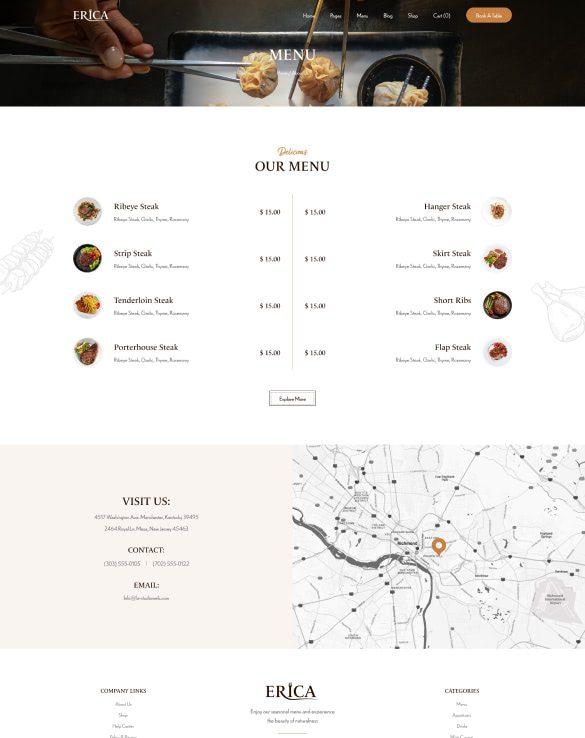 ERICA
Home Pages Menu Blog Shop Cart (0) Book A Table
MENU
Delicious
OUR MENU
Ribeye Steak
Ribeye Steak, Garlic, Thyme, Rosemary
$ 15.00
$ 15.00
Hanger Steak
Ribeye Steak, Garlic, Thyme, Rosemary
Strip Steak
Ribeye Steak, Garlic, Thyme, Rosemary
$ 15.00
$ 15.00
Skirt Steak
Ribeye Steak, Garlic, Thyme, Rosemary
Tenderloin Steak
Ribeye Steak, Garlic, Thyme, Rosemary
$ 15.00
$ 15.00
Short Ribs
Ribeye Steak, Garlic, Thyme, Rosemary
Porterhouse Steak
Ribeye Steak, Garlic, Thyme, Rosemary
$ 15.00
$ 15.00
Flap Steak
Ribeye Steak, Garlic, Thyme, Rosemary
Explore More
VISIT US:
4517 Washington Ave. Manchester, Kentucky 39495
2464 Royal Ln. Mesa, New Jersey 45463
CONTACT:
(303) 555-0105 | (702) 555-0122
EMAIL:
Richmond
Richmond
International
Airport
COMPANY LINKS
About Us
Shop
Help Center
ERICA
Enjoy our seasonal menu and experience
the beauty of naturalness
CATEGORIES
Menu
Appetizers
Drinks